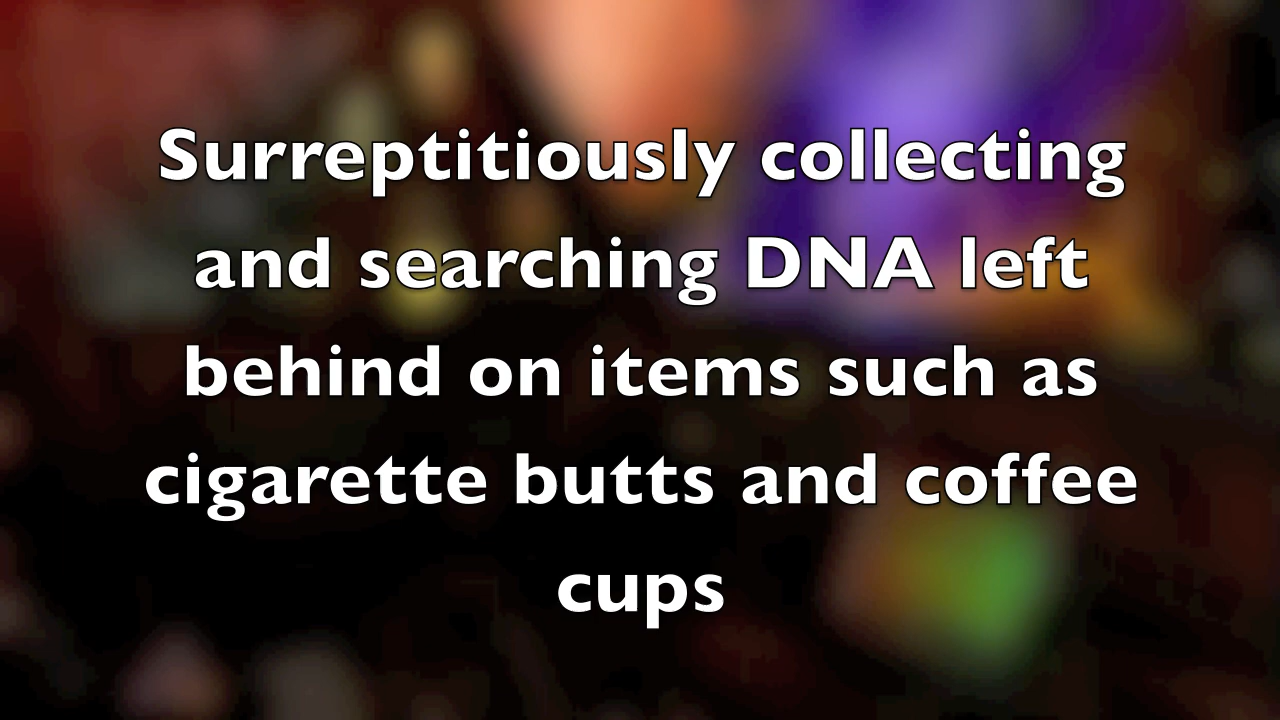 Surreptitiously collecting
and searching DNA left
behind on items such as
cigarette butts and coffee
cups